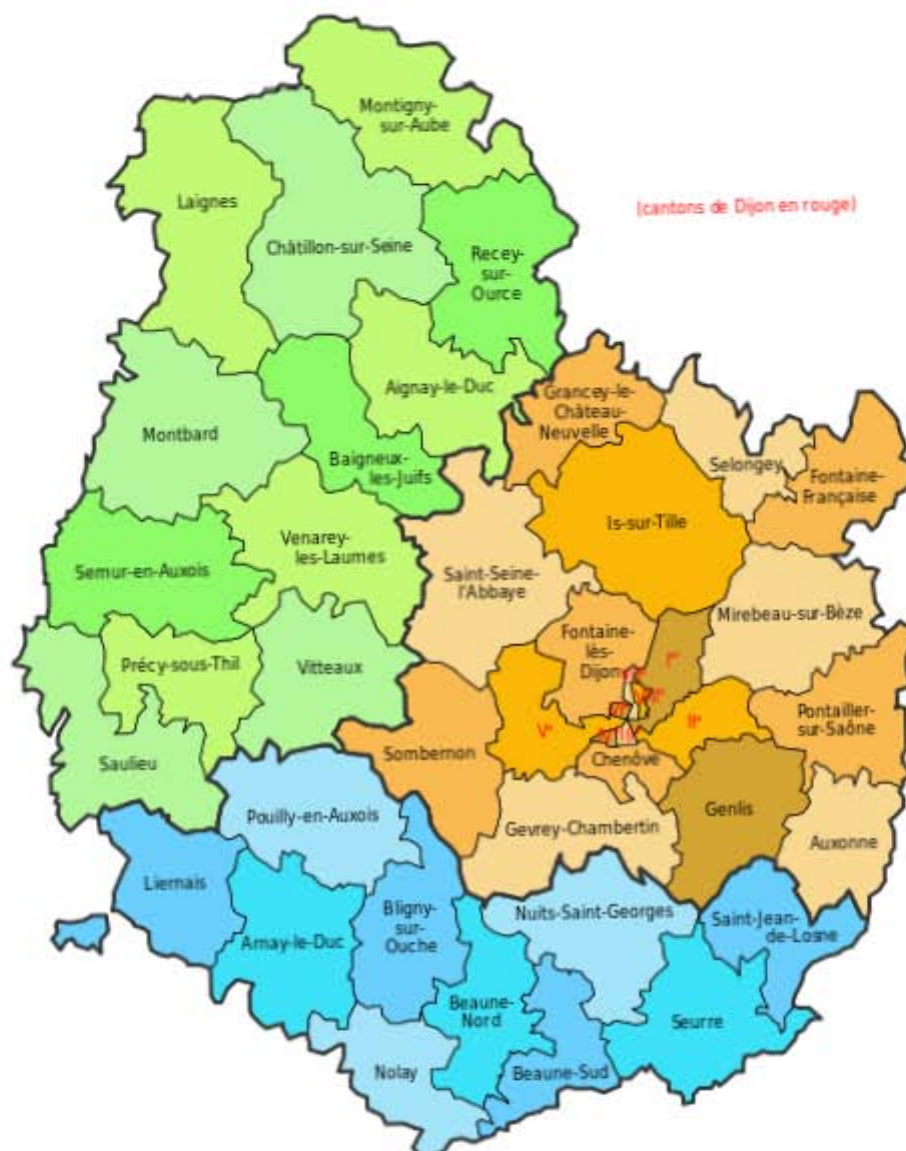 Montigny-
sur-Aube
Laignes
(cantons de Dijon en rouge)
Châtillon-sur-Seine
Recey-
sur-
Ource
Aignay-le-Duc
Grancey-le-
Château-
Neuvelle
Montbard
Baigneux-
les-Juifs
Selongey
Fontaine-
Française
Is-sur-Tille
Venarey-
les-Laumes
Semur-en-Auxois
Saint-Seine-
l'Abbaye
Mirebeau-sur-Bèze
Fontaine-
lès-
Dijon
Iᵉʳ
Précy-sous-Thil
Vitteaux
Vᵉ
IIᵉ
Pontailler-
sur-Saône
Sombernon
Chenôve
Saulieu
Genlis
Pouilly-en-Auxois
Gevrey-Chambertin
Auxonne
Liernais
Bligny-
sur-
Ouche
Nuits-Saint-Georges
Saint-Jean-
de-Losne
Arnay-le-Duc
Beaune-
Nord
Seurre
Nolay
Beaune-Sud